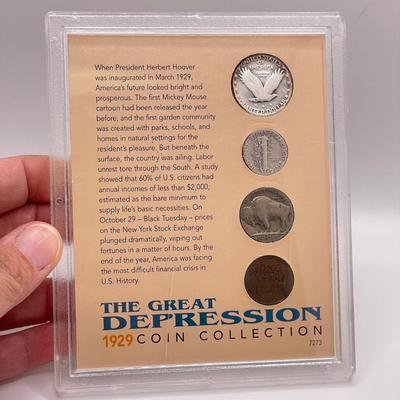 When President Herbert Hoover
was inaugurated in March 1929,
America's future looked bright and
prosperous. The first Mickey Mouse
cartoon had been released the year
before, and the first garden community
was created with parks, schools, and
homes in natural settings for the
resident's pleasure. But beneath the
surface, the country was ailing. Labor
unrest tore through the South. A study
showed that 60% of U.S. citizens had
annual incomes of less than $2,000,
estimated as the bare minimum to
supply life's basic necessities. On
October 29 – Black Tuesday – prices
on the New York Stock Exchange
plunged dramatically, wiping out
fortunes in a matter of hours. By the
end of the year, America was facing
the most difficult financial crisis in
U.S. History.
THE GREAT
DEPRESSION
1929 COIN COLLECTION
7273